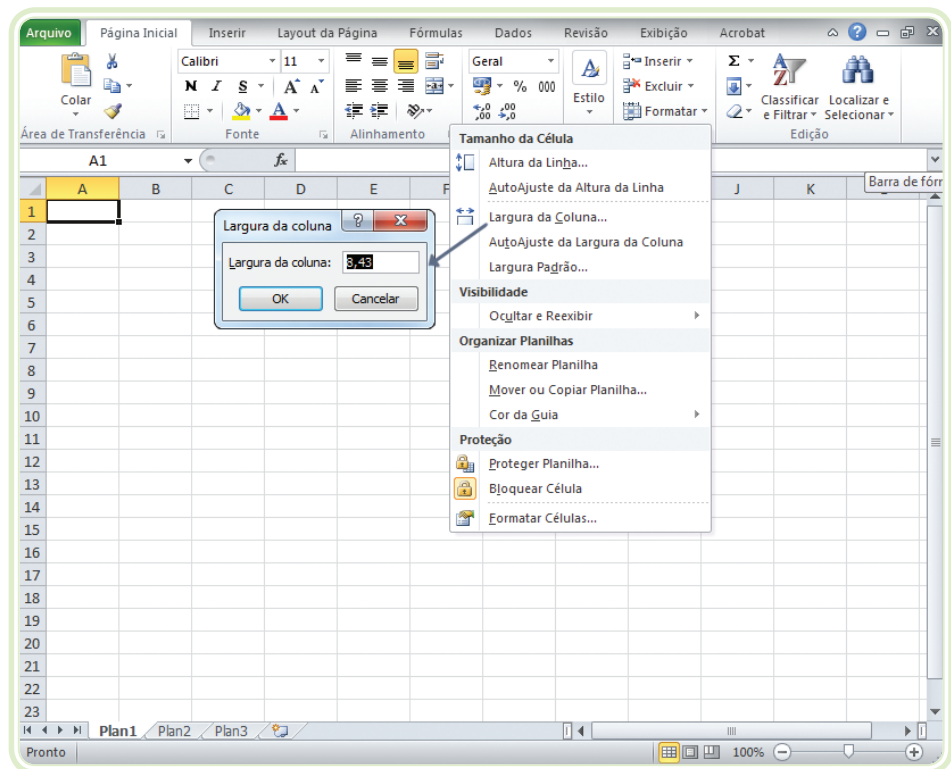 Arquivo Página Inicial Inserir Layout da Página Fórmulas Dados Revisão Exibição Acrobat
Calibri 11 Geral Inserir Σ
Colar N I S A A % 000 Estilo Excluir Classificar e Filtrar Localizar e Selecionar
A ,00 Formatar
Área de Transferência Fonte Alinhamento Edição
A1 fx
Barra de fórr
A B C D E F J K
1
2
3
4
5
6
7
8
9
10
11
12
13
14
15
16
17
18
19
20
21
22
23
Largura da coluna
Largura da coluna: 8,43
OK Cancelar
Tamanho da Célula
Altura da Linha...
AutoAjuste da Altura da Linha
Largura da Coluna...
AutoAjuste da Largura da Coluna
Largura Padrão...
Visibilidade
Ocultar e Reexibir
Organizar Planilhas
Renomear Planilha
Mover ou Copiar Planilha...
Cor da Guia
Proteção
Proteger Planilha...
Bloquear Célula
Formatar Células...
Plan1 Plan2 Plan3
Pronto 100%